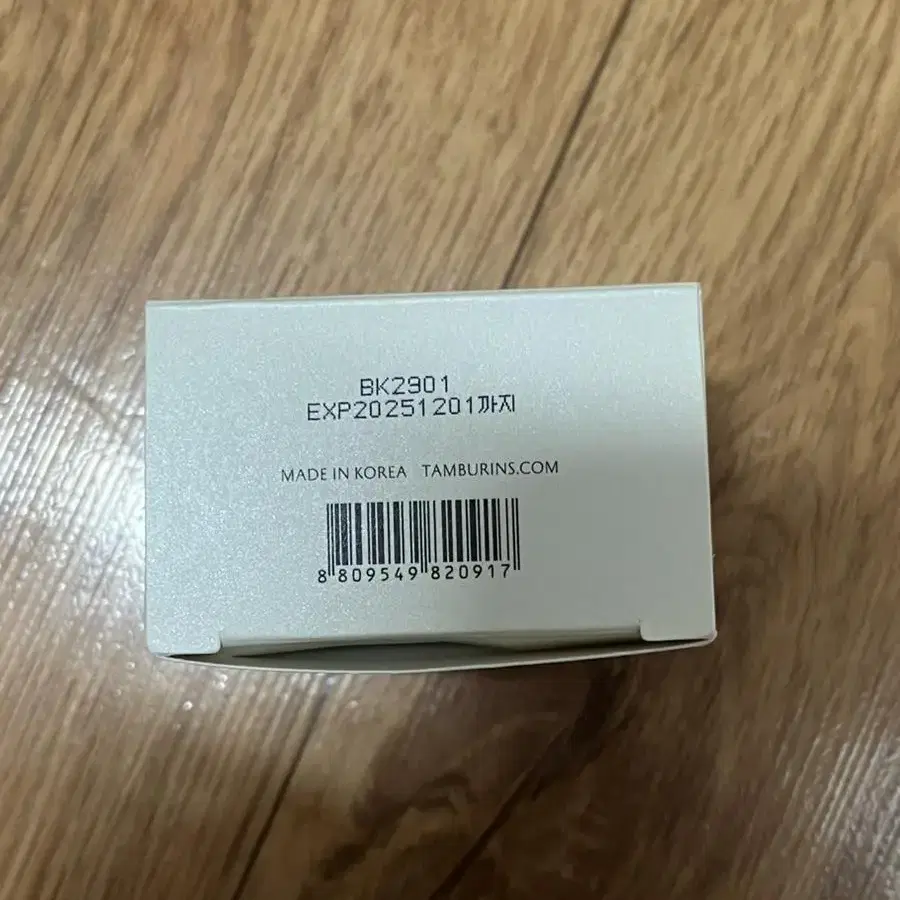 BK2901
EXP20251201까지
MADE IN KOREA TAMBURINS.COM
8 809549 820917